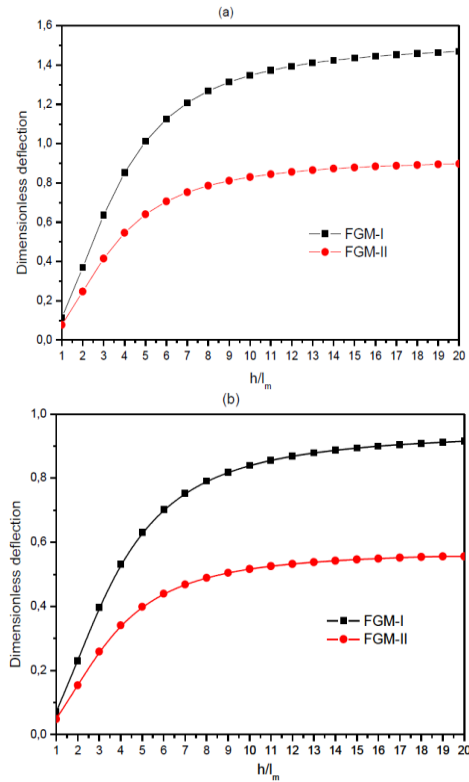 (a)
1,6
1,4
1,2
1,0
0,8
0,6
0,4
0,2
0,0
Dimensionless deflection
FGM-I
FGM-II
1 2 3 4 5 6 7 8 9 10 11 12 13 14 15 16 17 18 19 20
h/lm
(b)
1,0
0,8
0,6
0,4
0,2
0,0
Dimensionless deflection
FGM-I
FGM-II
1 2 3 4 5 6 7 8 9 10 11 12 13 14 15 16 17 18 19 20
h/lm